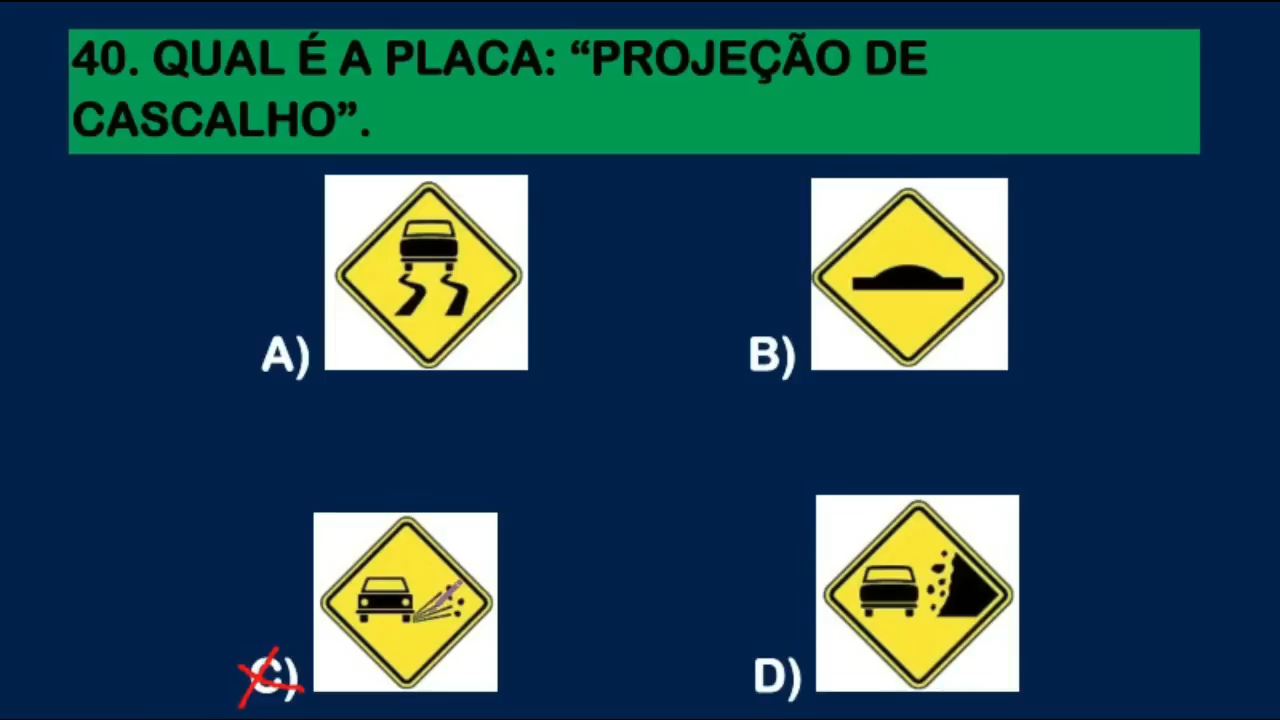 40. QUAL É A PLACA: “PROJEÇÃO DE
CASCALHO”.
A)
B)
C)
D)